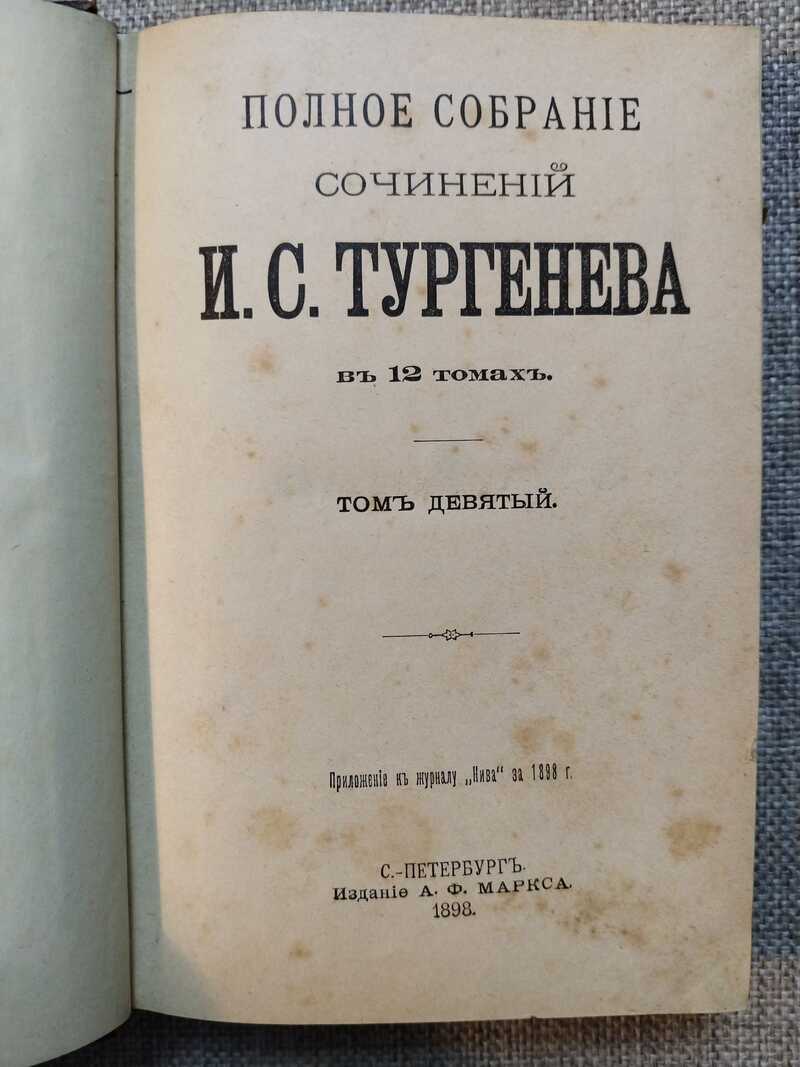 ПОЛНОЕ СОБРАНІЕ
СОЧИНЕНІЙ
И. С. ТУРГЕНЕВА
въ 12 томахъ.
ТОМЪ ДЕВЯТЫЙ.
Приложеніе къ журналу „Нива“ за 1898 г.
С.-ПЕТЕРБУРГЪ.
Изданіе А. Ф. МАРКСА.
1898.